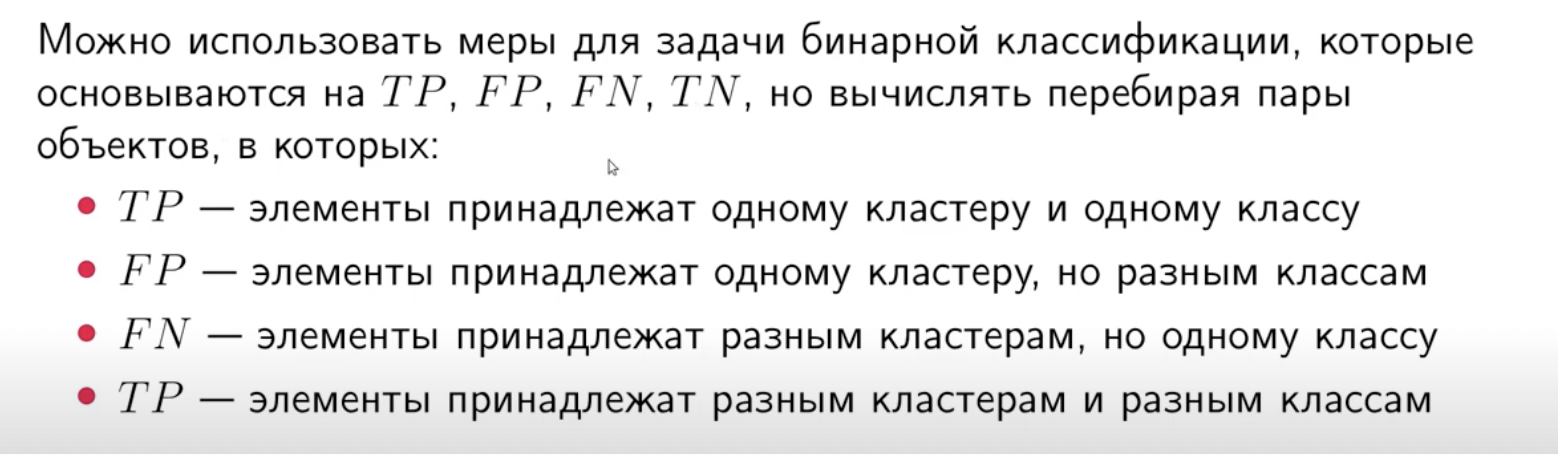 Можно использовать меры для задачи бинарной классификации, которые
основываются на TP, FP, FN, TN, но вычислять перебирая пары
объектов, в которых:
• TP — элементы принадлежат одному кластеру и одному классу
• FP — элементы принадлежат одному кластеру, но разным классам
• FN — элементы принадлежат разным кластерам, но одному классу
• TP — элементы принадлежат разным кластерам и разным классам